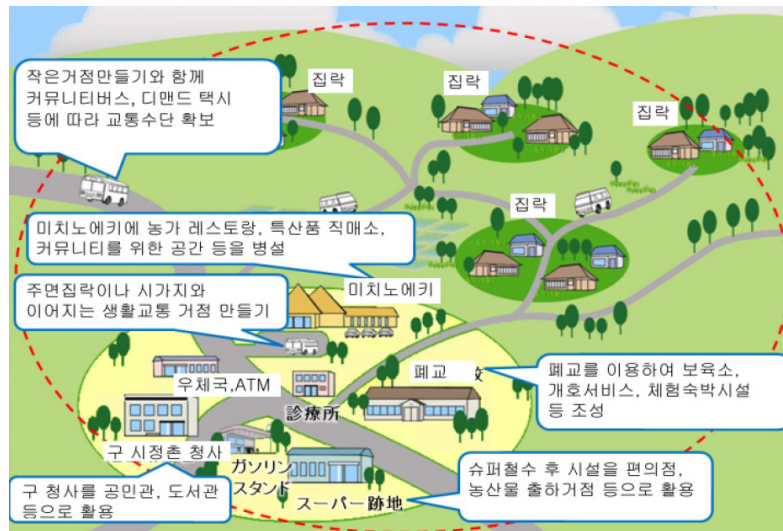 작은거점만들기와 함께
커뮤니티버스, 디맨드 택시
등에 따라 교통수단 확보
집락
집락
집락
집락
미치노에키에 농가 레스토랑, 특산품 직매소,
커뮤니티를 위한 공간 등을 병설
주면집락이나 시가지와
이어지는 생활교통 거점 만들기
미치노에키
우체국,ATM
폐교
폐교를 이용하여 보육소,
개호서비스, 체험숙박시설
등 조성
診療所
구 시정촌 청사
ガソリン
スタンド
スーパー跡地
구 청사를 공민관, 도서관
등으로 활용
슈퍼철수 후 시설을 편의점,
농산물 출하거점 등으로 활용